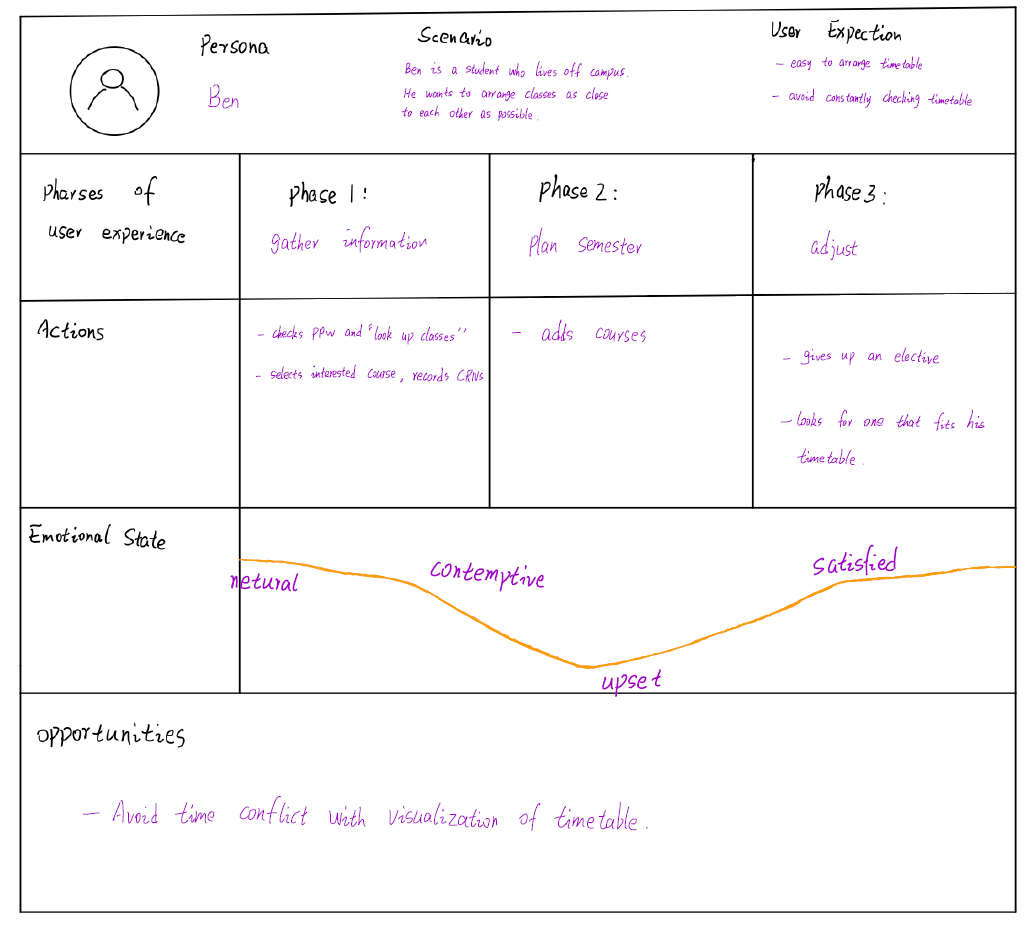 Persona
Ben
Scenario
Ben is a student who lives off campus.
He wants to arrange classes as close
to each other as possible.
User Expection
- easy to arrange timetable
- avoid constantly checking timetable
Pharses of
user experience
Phase 1:
gather information
Phase 2:
Plan semester
Phase 3:
adjust
Actions
- checks PPW and "look up classes"
- selects interested course, records CRNs
- adds courses
- gives up an elective
- looks for one that fits his
timetable.
Emotional State
netural
contemptive
upset
satisfied
opportunities
- Avoid time conflict with visualization of timetable.